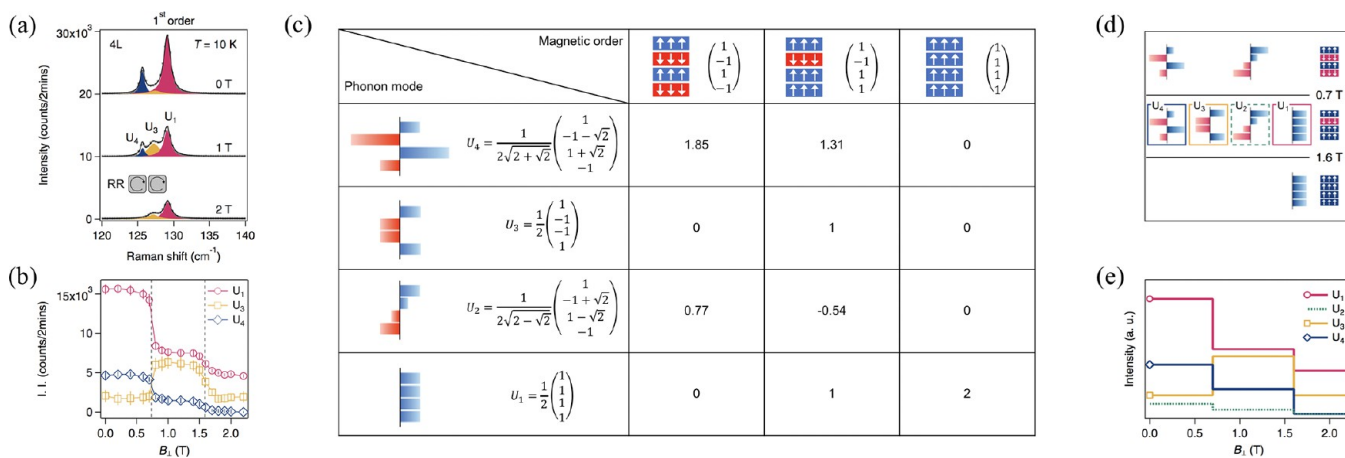 (a)
1st order
30x10³
4L
T = 10 K
20
0 T
U₁
U₃
U₄
10
1 T
RR
2 T
0
120 125 130 135 140
Raman shift (cm⁻¹)
Intensity (counts/2mins)
(b)
15x10³
U₁
U₃
U₄
10
5
0
0.0 0.5 1.0 1.5 2.0
B⊥ (T)
I. I. (counts/2mins)
(c)
Magnetic order
Phonon mode
(1 -1 1 -1)
(1 -1 1 1)
(1 1 1 1)
U₄ = 1/(2√(2 + √2)) (1 -1 - √2 1 + √2 -1)
1.85 1.31 0
U₃ = 1/2 (1 -1 -1 1)
0 1 0
U₂ = 1/(2√(2 - √2)) (1 -1 + √2 1 - √2 -1)
0.77 -0.54 0
U₁ = 1/2 (1 1 1 1)
0 1 2
(d)
0.7 T
U₄ U₃ U₂ U₁
1.6 T
(e)
U₁
U₂
U₃
U₄
Intensity (a. u.)
0.0 0.5 1.0 1.5 2.0
B⊥ (T)